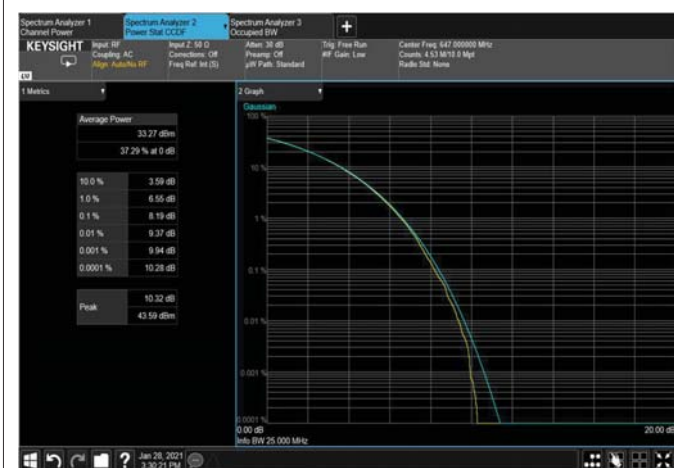 Spectrum Analyzer 1
Channel Power
Spectrum Analyzer 2
Power Stat CCDF
Spectrum Analyzer 3
Occupied BW
+
KEYSIGHT
Input: RF
Coupling: AC
Align: Auto/No RF
Input Z: 50 Ω
Corrections: Off
Freq Ref: Int (S)
Atten: 30 dB
Preamp: Off
µW Path: Standard
Trig: Free Run
#IF Gain: Low
Center Freq: 647.000000 MHz
Counts: 4.53 M/10.0 Mpt
Radio Std: None
1 Metrics
Average Power
33.27 dBm
37.29 % at 0 dB
10.0 % 3.59 dB
1.0 % 6.55 dB
0.1 % 8.19 dB
0.01 % 9.37 dB
0.001 % 9.94 dB
0.0001 % 10.28 dB
Peak
10.32 dB
43.59 dBm
2 Graph
Gaussian
100 %
10 %
1 %
0.1 %
0.01 %
0.001 %
0.0001 %
0.00 dB
20.00 dB
Info BW 25.000 MHz
?
Jan 28, 2021
3:30:21 PM